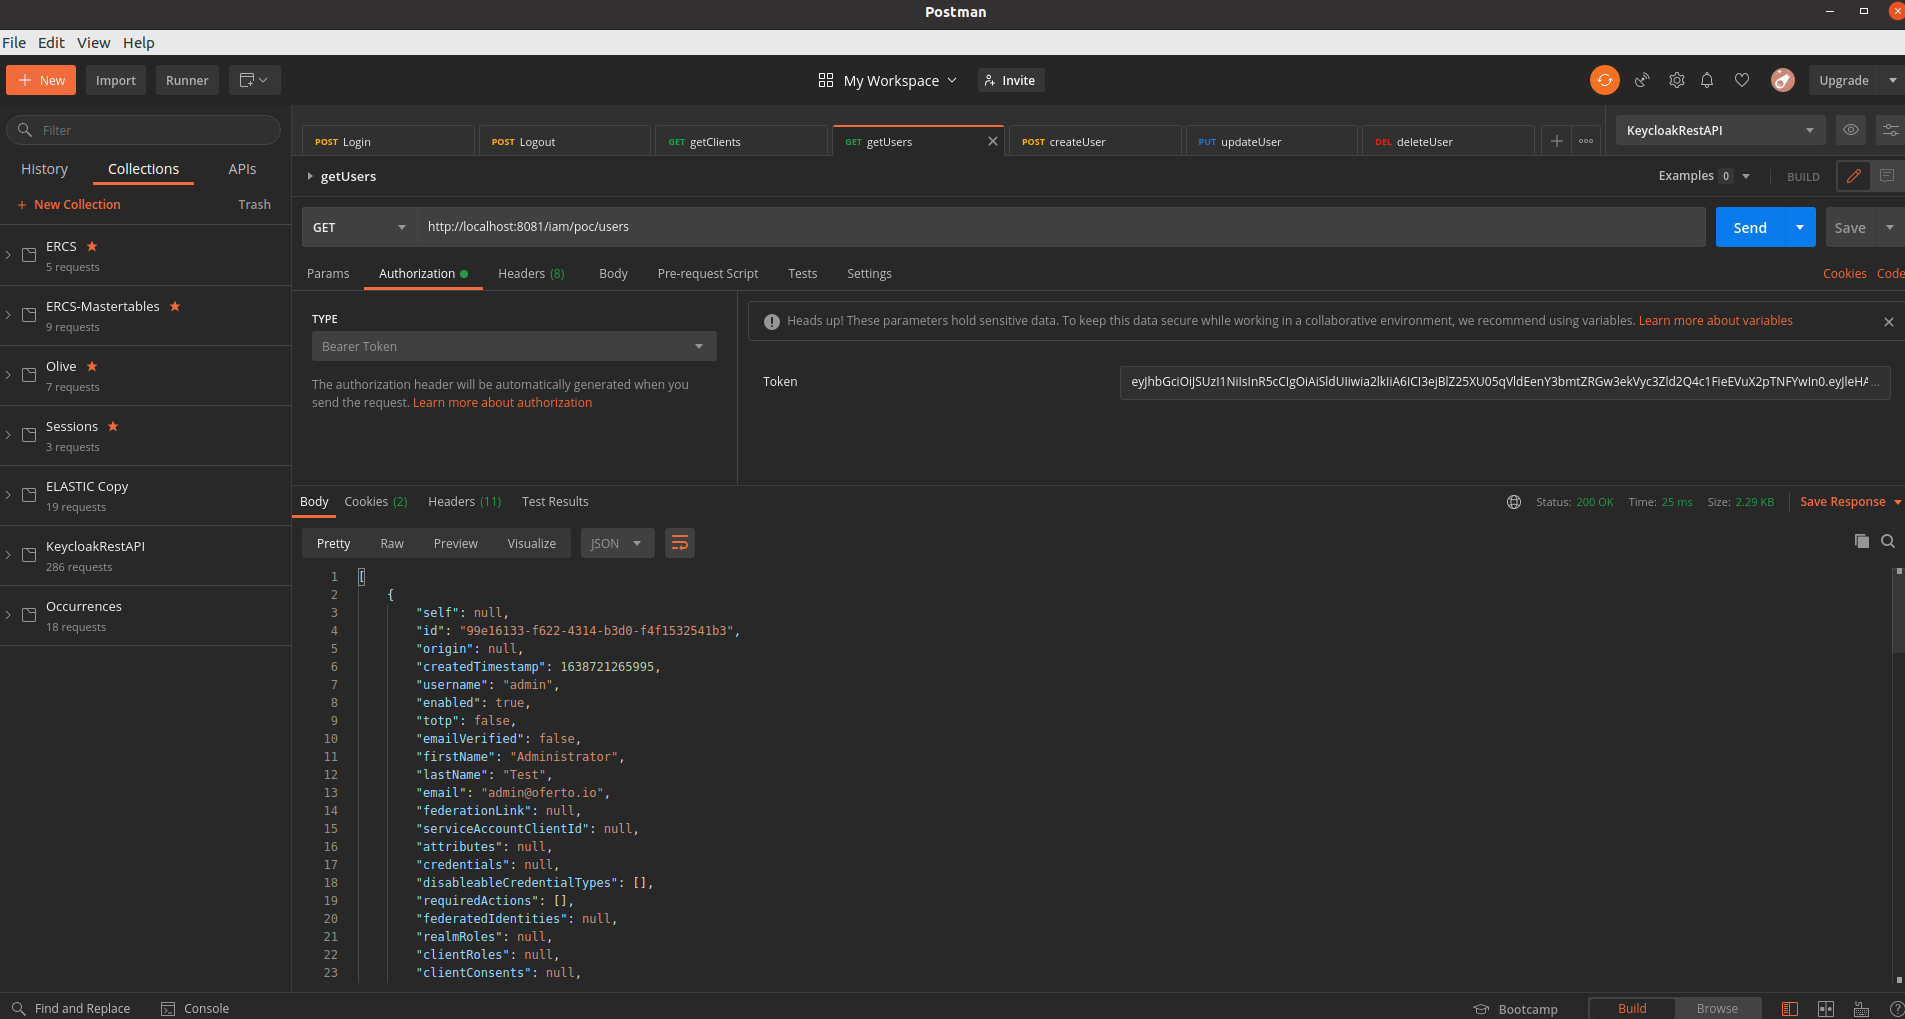 Postman
File Edit View Help
New Import Runner My Workspace Invite Upgrade
Filter
History Collections APIs
+ New Collection Trash
ERCS
5 requests
ERCS-Mastertables
9 requests
Olive
7 requests
Sessions
3 requests
ELASTIC Copy
19 requests
KeycloakRestAPI
286 requests
Occurrences
18 requests
POST Login POST Logout GET getClients GET getUsers POST createUser PUT updateUser DEL deleteUser KeycloakRestAPI
getUsers Examples 0 BUILD
GET http://localhost:8081/iam/poc/users Send Save
Params Authorization Headers (8) Body Pre-request Script Tests Settings Cookies Code
TYPE
Bearer Token
The authorization header will be automatically generated when you
send the request. Learn more about authorization
Heads up! These parameters hold sensitive data. To keep this data secure while working in a collaborative environment, we recommend using variables. Learn more about variables
Token
Body Cookies (2) Headers (11) Test Results Status: 200 OK Time: 25 ms Size: 2.29 KB Save Response
Pretty Raw Preview Visualize JSON
1 [
2 {
3 "self": null,
4 "id": "99e16133-f622-4314-b3d0-f4f1532541b3",
5 "origin": null,
6 "createdTimestamp": 1638721265995,
7 "username": "admin",
8 "enabled": true,
9 "totp": false,
10 "emailVerified": false,
11 "firstName": "Administrator",
12 "lastName": "Test",
13 "email": "admin@oferto.io",
14 "federationLink": null,
15 "serviceAccountClientId": null,
16 "attributes": null,
17 "credentials": null,
18 "disableableCredentialTypes": [],
19 "requiredActions": [],
20 "federatedIdentities": null,
21 "realmRoles": null,
22 "clientRoles": null,
23 "clientConsents": null,
Find and Replace Console Bootcamp Build Browse